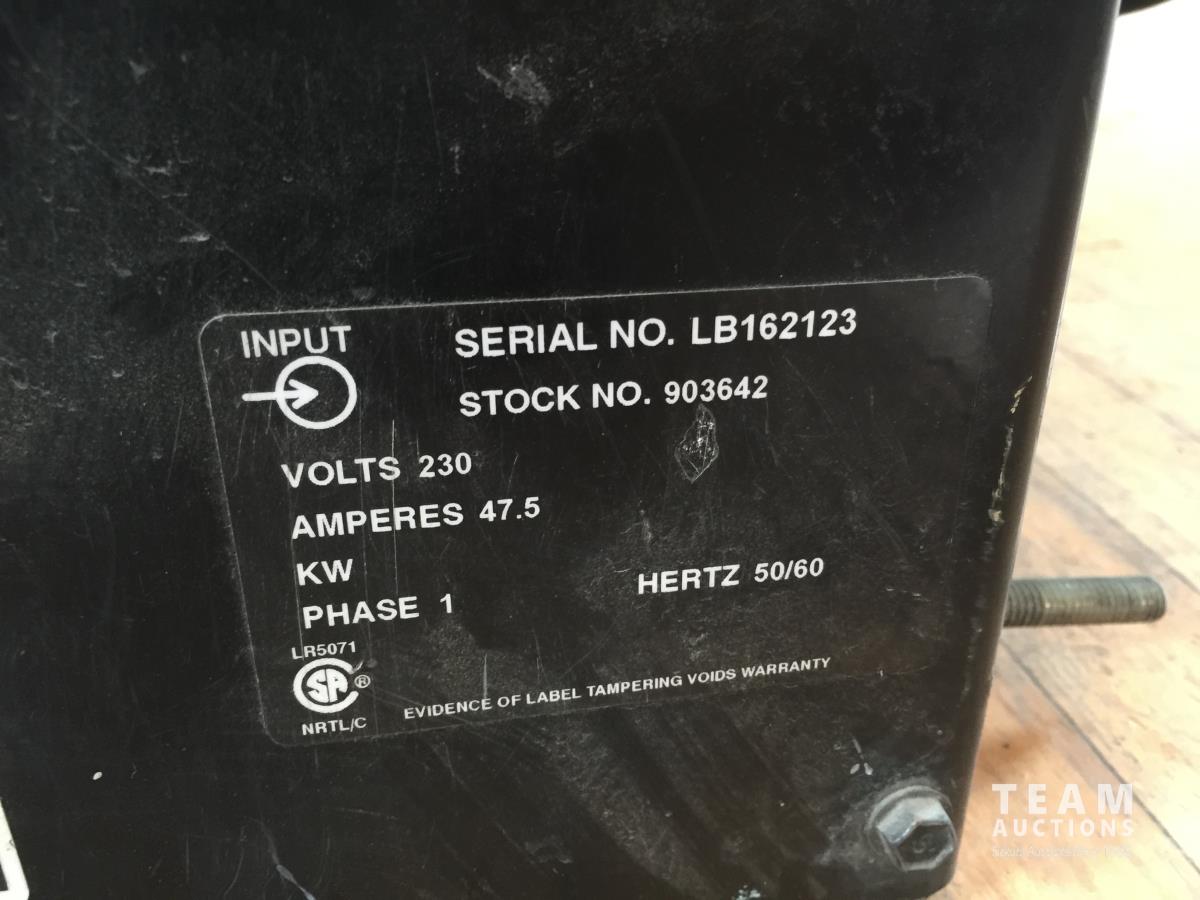 INPUT
SERIAL NO. LB162123
STOCK NO. 903642
VOLTS 230
AMPERES 47.5
KW
HERTZ 50/60
PHASE 1
LR5071
SA ®
NRTL/C
EVIDENCE OF LABEL TAMPERING VOIDS WARRANTY
TEAM
AUCTIONS